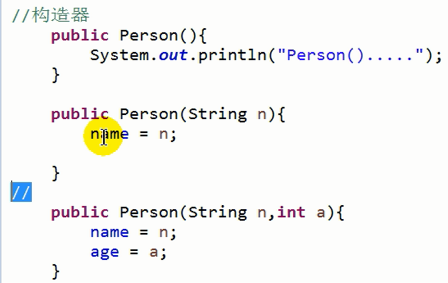 //构造器
public Person(){
System.out.println("Person().....");
}
public Person(String n){
name = n;
}
//
public Person(String n,int a){
name = n;
age = a;
}